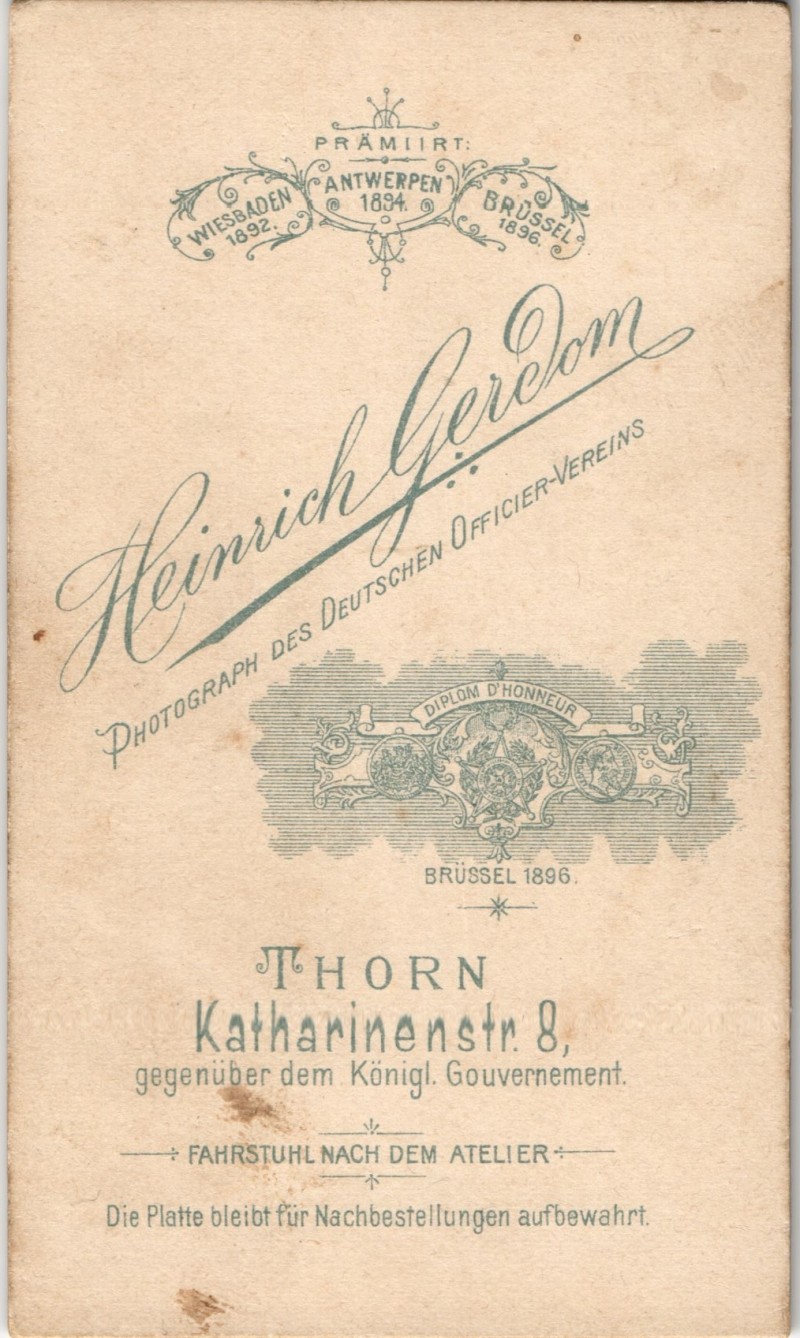 PRÄMIIRT:
WIESBADEN
1892.
ANTWERPEN
1894.
BRÜSSEL
1896.
Heinrich Gerdom
PHOTOGRAPH DES DEUTSCHEN OFFICIER-VEREINS
DIPLOM D'HONNEUR
BRÜSSEL 1896.
THORN
Katharinenstr. 8,
gegenüber dem Königl. Gouvernement.
FAHRSTUHL NACH DEM ATELIER
Die Platte bleibt für Nachbestellungen aufbewahrt.